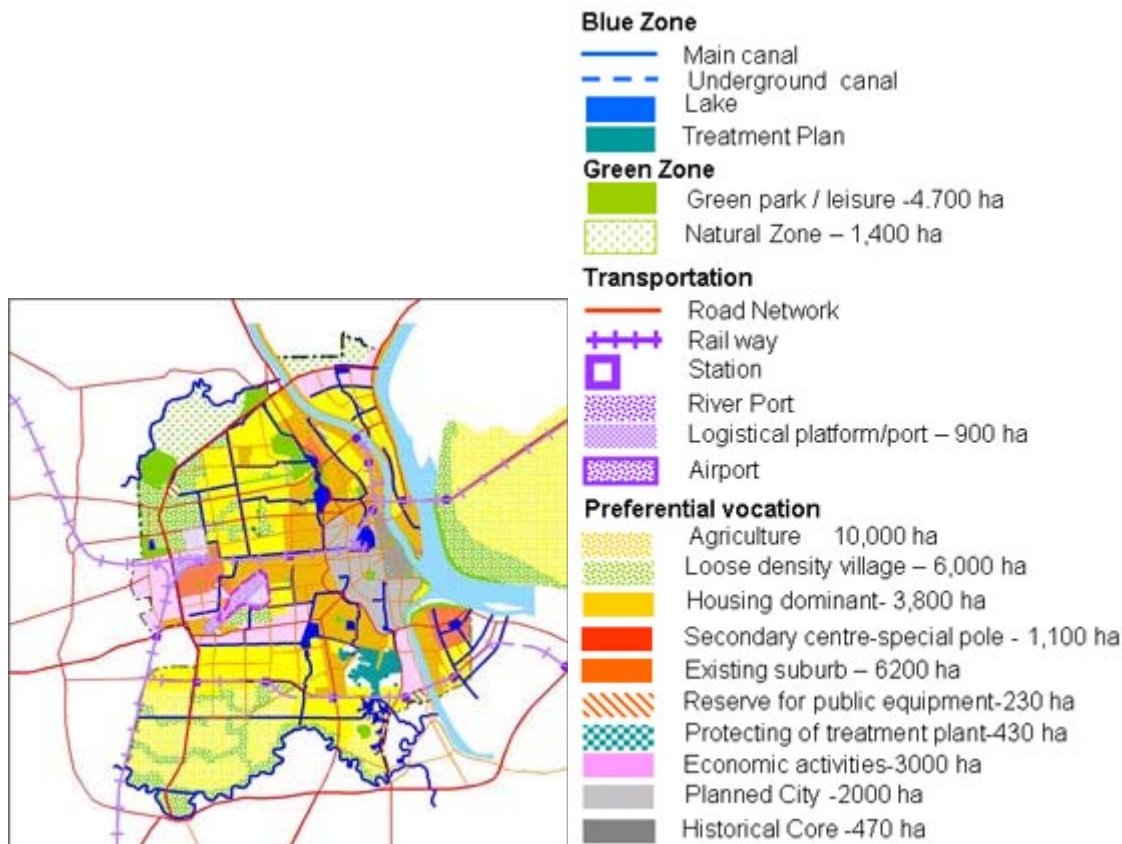 Blue Zone
Main canal
Underground canal
Lake
Treatment Plan
Green Zone
Green park / leisure -4.700 ha
Natural Zone – 1,400 ha
Transportation
Road Network
Rail way
Station
River Port
Logistical platform/port – 900 ha
Airport
Preferential vocation
Agriculture 10,000 ha
Loose density village – 6,000 ha
Housing dominant- 3,800 ha
Secondary centre-special pole - 1,100 ha
Existing suburb – 6200 ha
Reserve for public equipment-230 ha
Protecting of treatment plant-430 ha
Economic activities-3000 ha
Planned City -2000 ha
Historical Core -470 ha